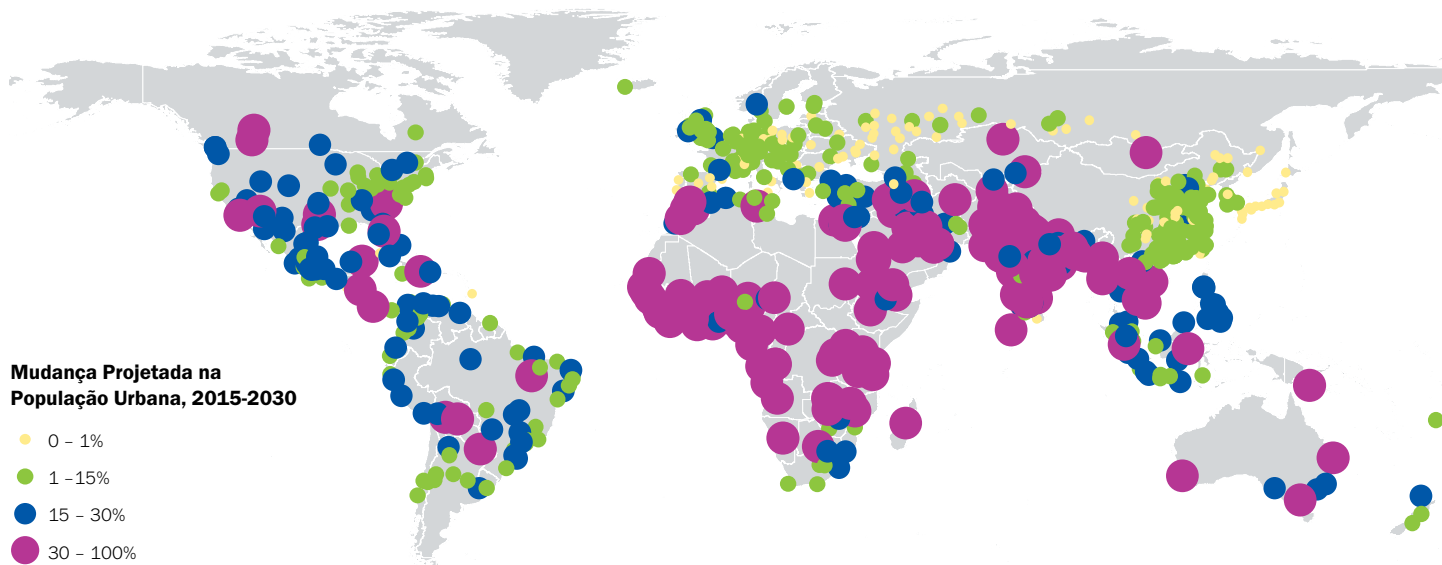 Mudança Projetada na
População Urbana, 2015-2030
0 – 1%
1 –15%
15 – 30%
30 – 100%